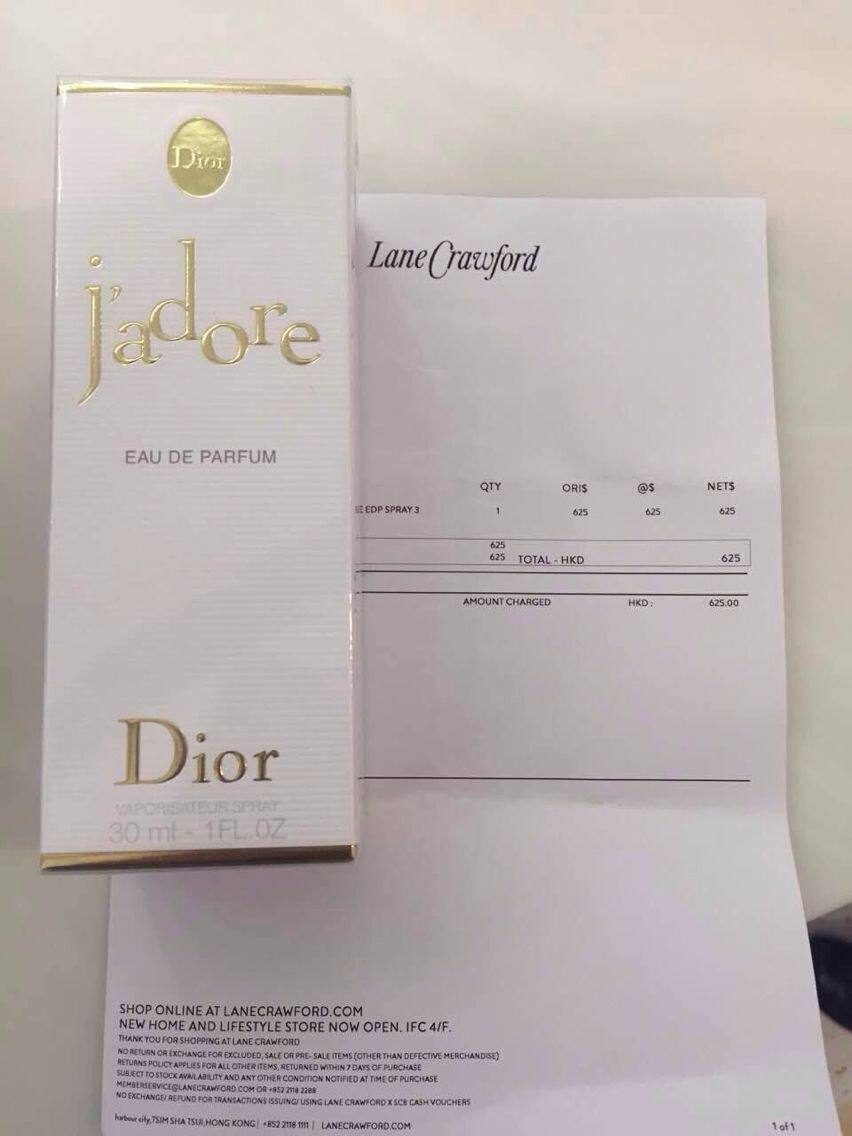 Dior
j'adore
EAU DE PARFUM
Dior
VAPORISATEUR SPRAY
30 ml - 1FL.OZ
Lane Crawford
QTY ORI$ @$ NET$
EDP SPRAY 3 1 625 625 625
625
625 TOTAL - HKD 625
AMOUNT CHARGED HKD : 625.00
SHOP ONLINE AT LANECRAWFORD.COM
NEW HOME AND LIFESTYLE STORE NOW OPEN. IFC 4/F.
THANK YOU FOR SHOPPING AT LANE CRAWFORD
NO RETURN OR EXCHANGE FOR EXCLUDED, SALE OR PRE- SALE ITEMS (OTHER THAN DEFECTIVE MERCHANDISE)
RETURNS POLICY APPLIES FOR ALL OTHER ITEMS, RETURNED WITHIN 7 DAYS OF PURCHASE
SUBJECT TO STOCK AVAILABILITY AND ANY OTHER CONDITION NOTIFIED AT TIME OF PURCHASE
MEMBERSERVICE@LANECRAWFORD.COM OR +852 2118 2288
NO EXCHANGE/ REFUND FOR TRANSACTIONS ISSUING/ USING LANE CRAWFORD X SCB CASH VOUCHERS
harbour city, TSIM SHA TSUI, HONG KONG | +852 2118 1111 | LANECRAWFORD.COM
1 of 1